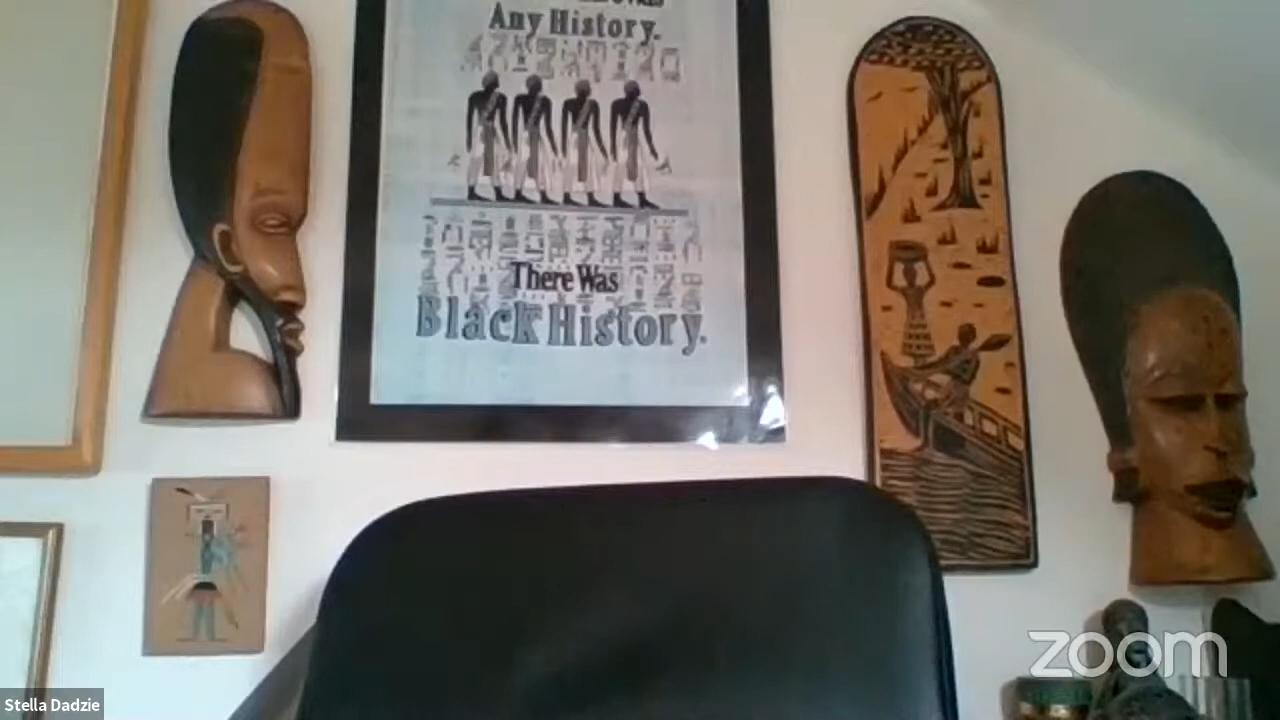 Any History.
There Was
Black History.
zoom
Stella Dadzie